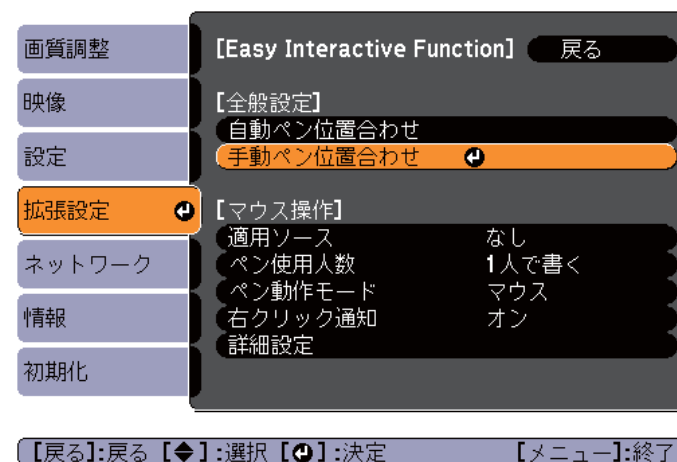 画質調整
映像
設定
拡張設定
ネットワーク
情報
初期化
[Easy Interactive Function] 戻る
[全般設定]
自動ペン位置合わせ
手動ペン位置合わせ
[マウス操作]
適用ソース なし
ペン使用人数 1人で書く
ペン動作モード マウス
右クリック通知 オン
詳細設定
[戻る]:戻る [◆]:選択 [⏎]:決定 [メニュー]:終了